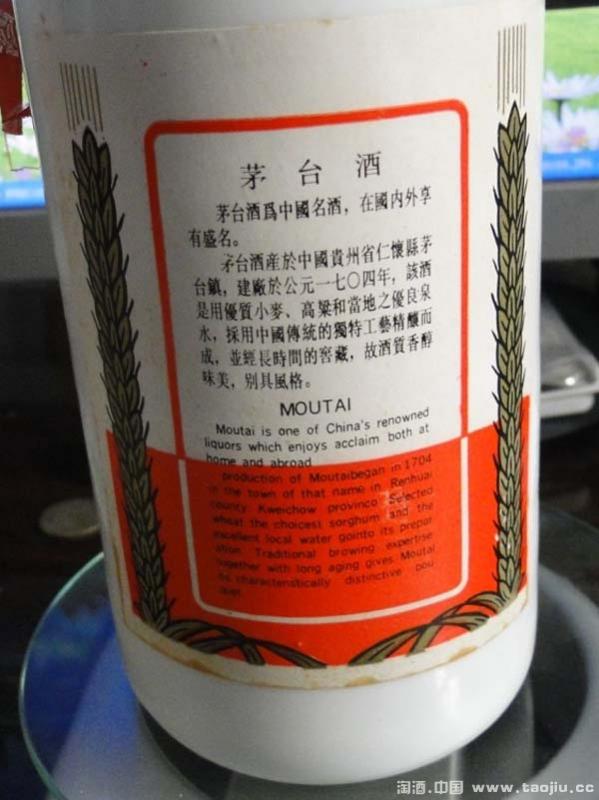 茅台酒
茅台酒爲中國名酒，在國内外享
有盛名。
茅台酒産於中國貴州省仁懷縣茅
台鎮，建廠於公元一七〇四年，該酒
是用優質小麥、高粱和當地之優良泉
水，採用中國傳統的獨特工藝精釀而
成，並經長時間的窖藏，故酒質香醇
味美，别具風格。
MOUTAI
Moutai is one of China's renowned
liquors which enjoys acclaim both at
home and abroad
production of Moutaibegan in 1704
in the town of that name in Renhuai
county Kweichow provinco Selected
wheat the choicest sorghum and the
excellent local water gointo its prepar
ation Traditional browing expertise
together with long aging gives Moutai
its characteristically distinctive bou
quet
淘酒.中国 www.taojiu.cc